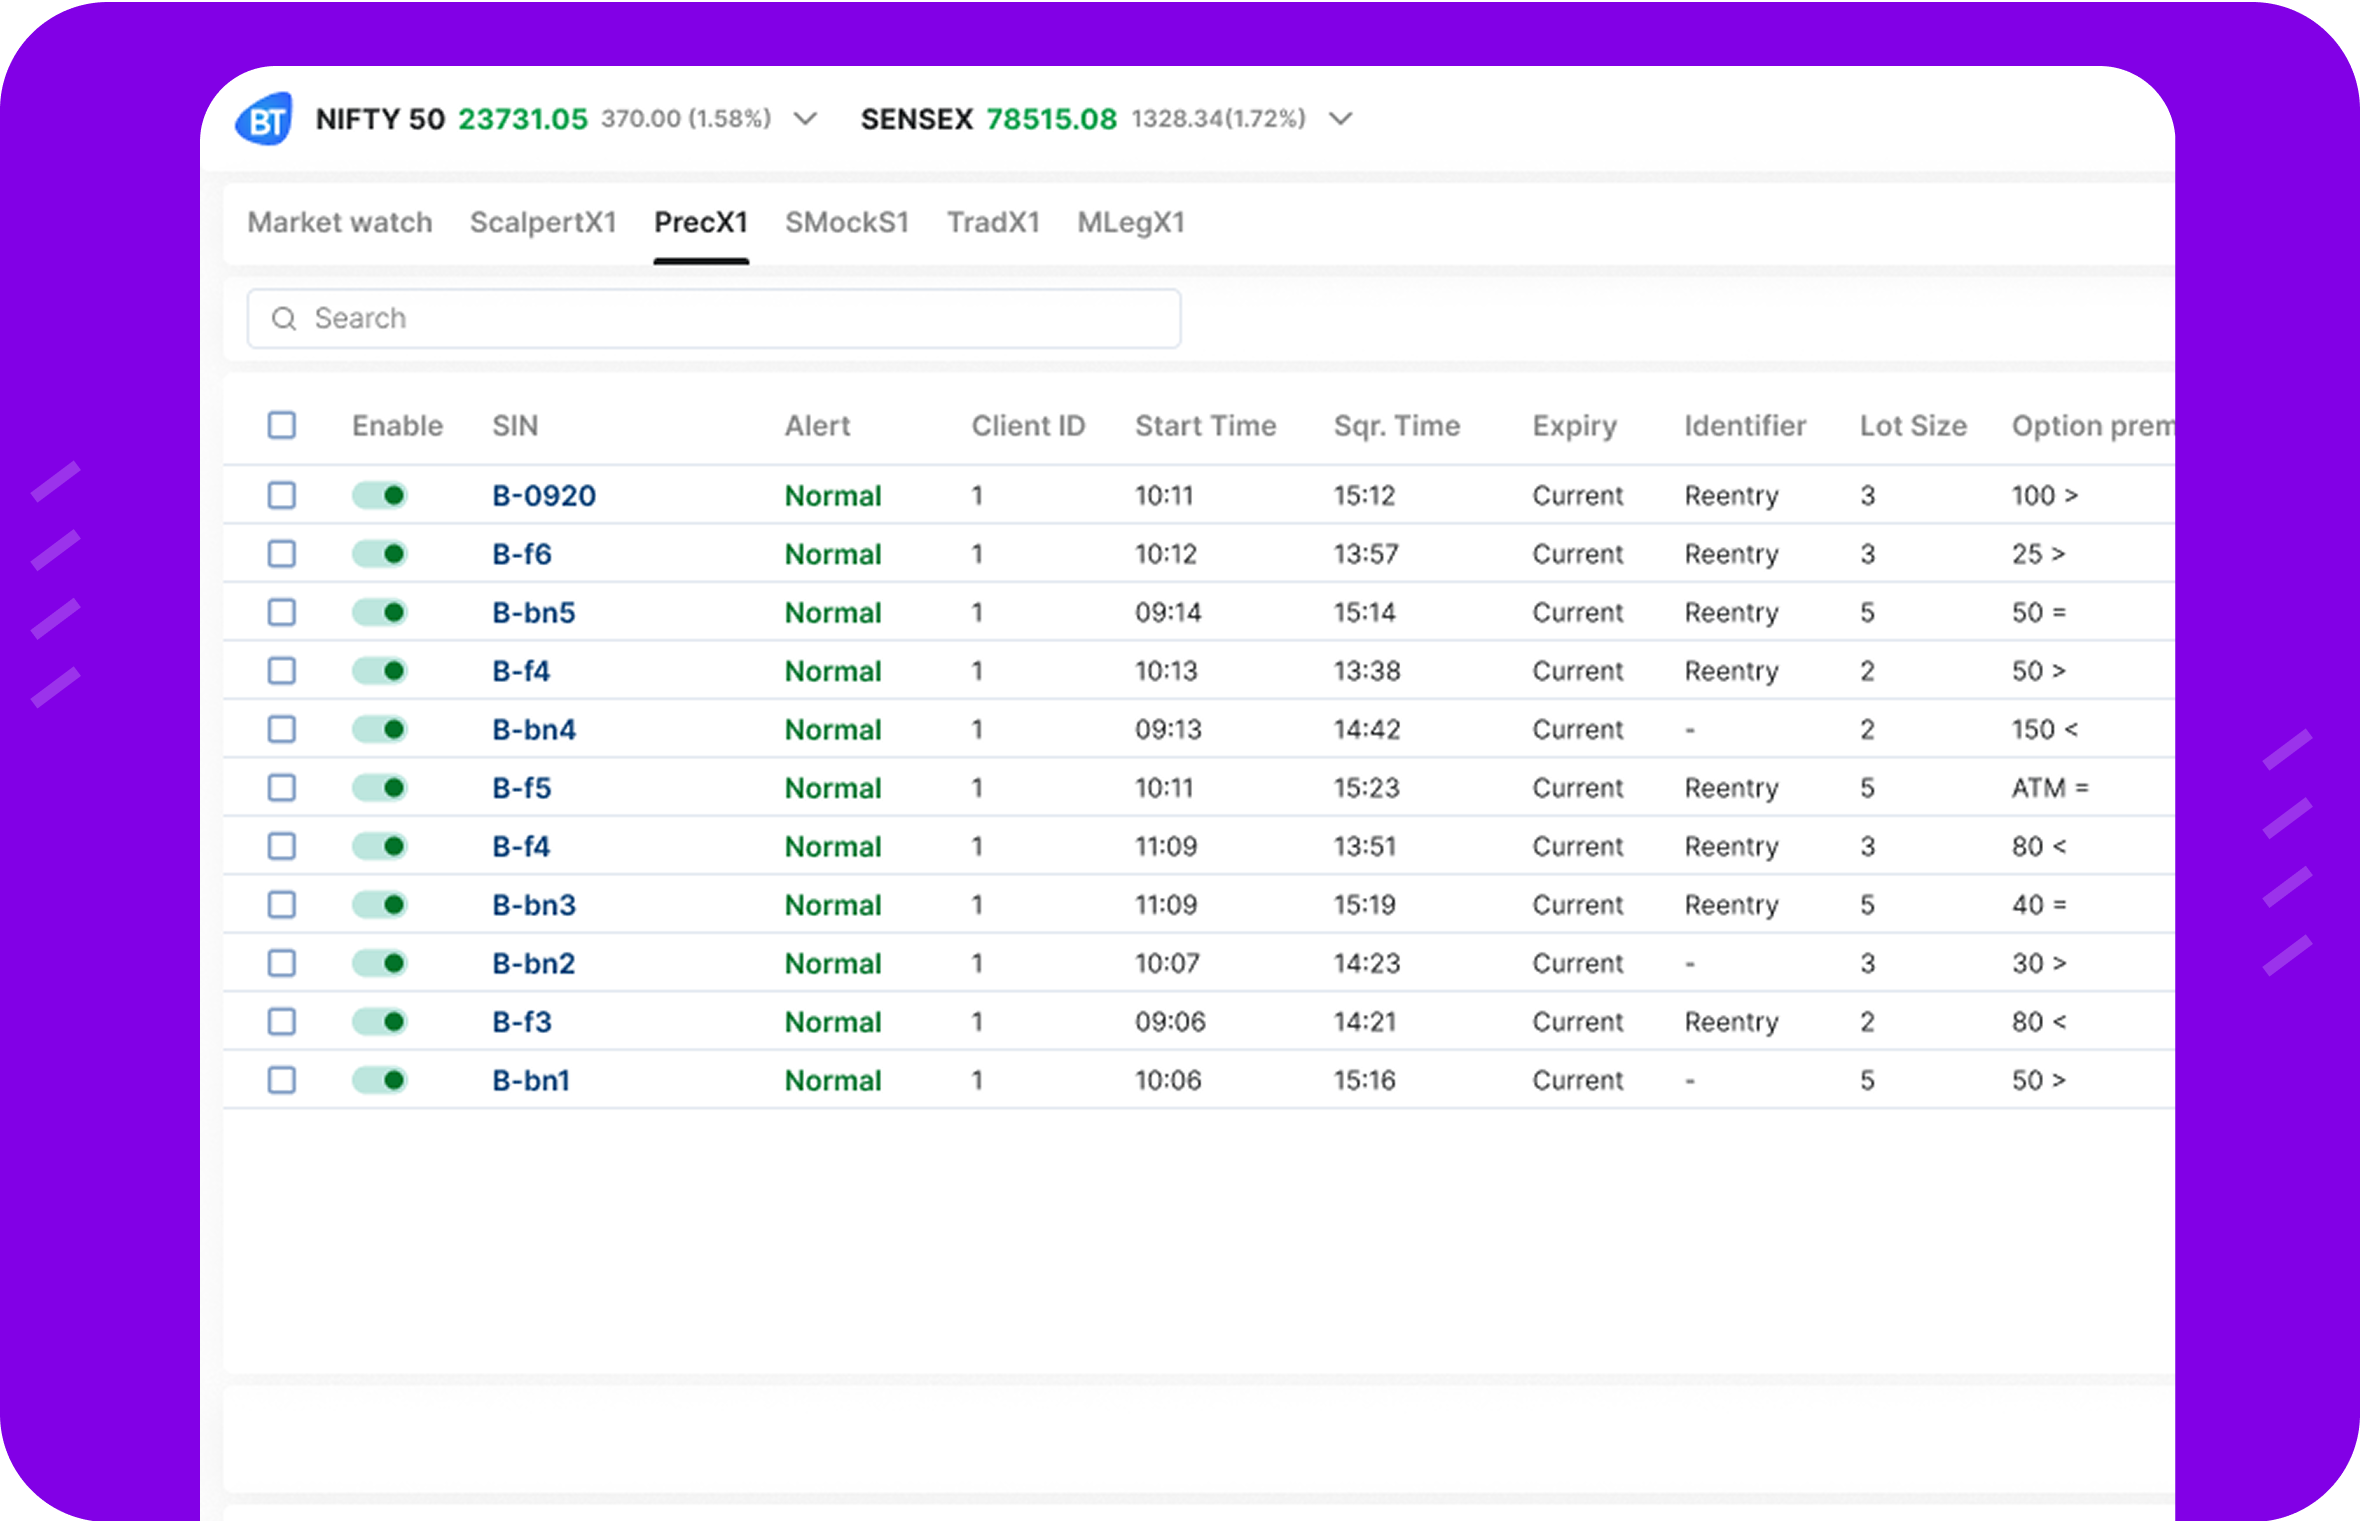 BT NIFTY 50 23731.05 370.00 (1.58%) SENSEX 78515.08 1328.34(1.72%)
Market watch ScalpertX1 PrecX1 SMockS1 TradX1 MLegX1
Search
Enable SIN Alert Client ID Start Time Sqr. Time Expiry Identifier Lot Size Option prem
B-0920 Normal 1 10:11 15:12 Current Reentry 3 100 >
B-f6 Normal 1 10:12 13:57 Current Reentry 3 25 >
B-bn5 Normal 1 09:14 15:14 Current Reentry 5 50 =
B-f4 Normal 1 10:13 13:38 Current Reentry 2 50 >
B-bn4 Normal 1 09:13 14:42 Current - 2 150 <
B-f5 Normal 1 10:11 15:23 Current Reentry 5 ATM =
B-f4 Normal 1 11:09 13:51 Current Reentry 3 80 <
B-bn3 Normal 1 11:09 15:19 Current Reentry 5 40 =
B-bn2 Normal 1 10:07 14:23 Current - 3 30 >
B-f3 Normal 1 09:06 14:21 Current Reentry 2 80 <
B-bn1 Normal 1 10:06 15:16 Current - 5 50 >